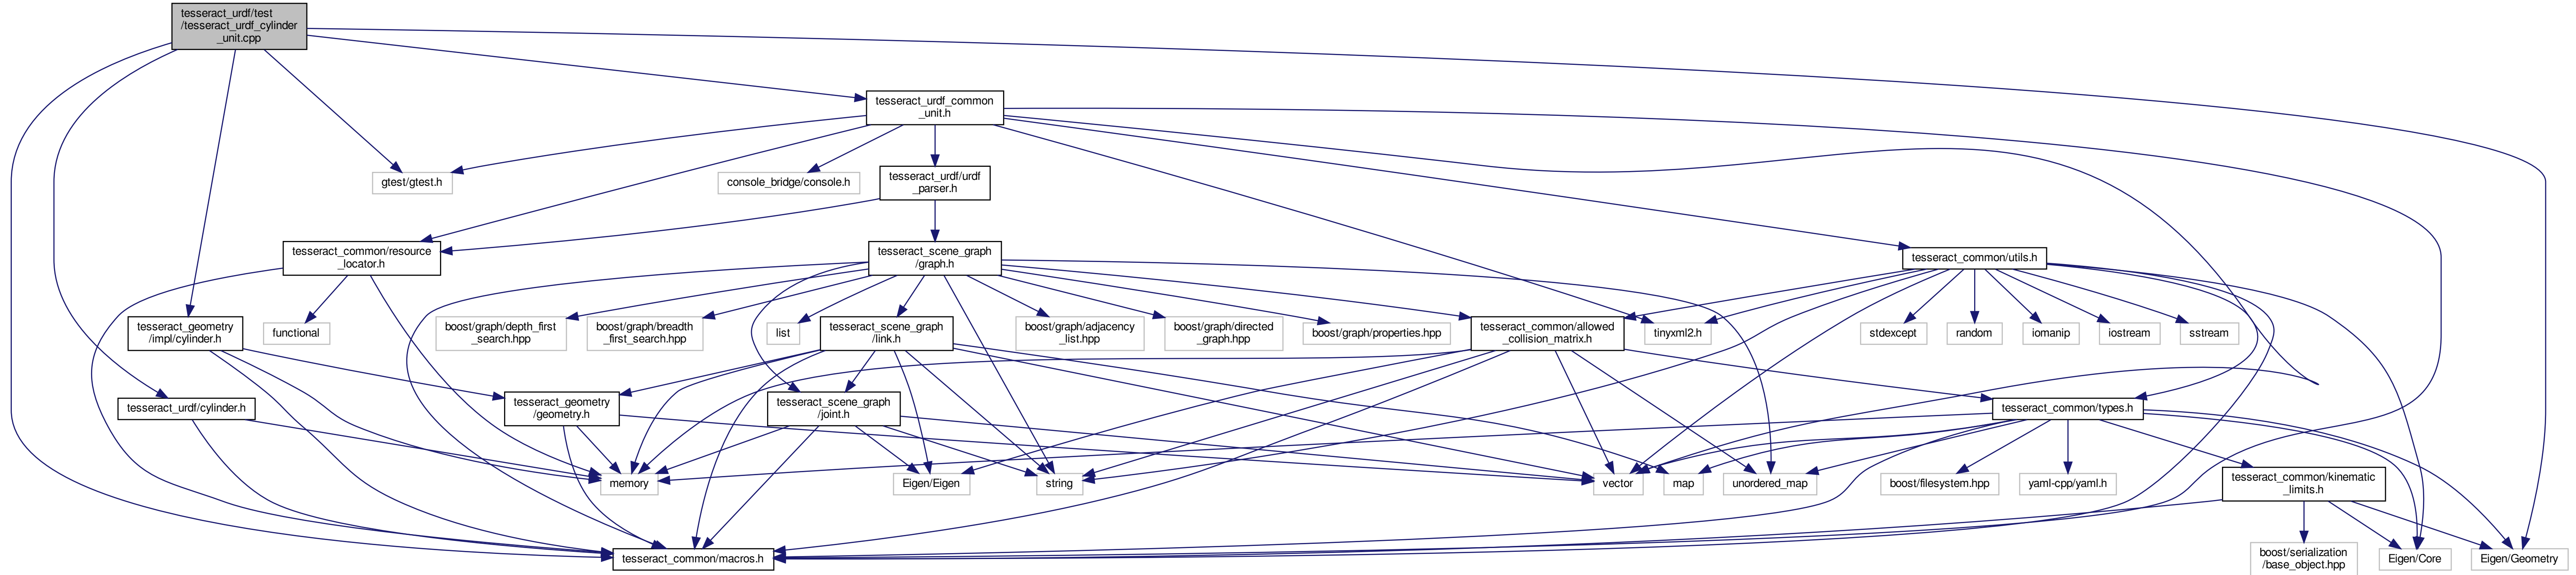 tesseract_urdf/test
/tesseract_urdf_cylinder
_unit.cpp
tesseract_urdf_common
_unit.h
gtest/gtest.h
console_bridge/console.h
tesseract_urdf/urdf
_parser.h
tesseract_common/resource
_locator.h
tesseract_scene_graph
/graph.h
tesseract_common/utils.h
tesseract_geometry
/impl/cylinder.h
functional
boost/graph/depth_first
_search.hpp
boost/graph/breadth
_first_search.hpp
list
tesseract_scene_graph
/link.h
boost/graph/adjacency
_list.hpp
boost/graph/directed
_graph.hpp
boost/graph/properties.hpp
tesseract_common/allowed
_collision_matrix.h
tinyxml2.h
stdexcept
random
iomanip
iostream
sstream
tesseract_urdf/cylinder.h
tesseract_geometry
/geometry.h
tesseract_scene_graph
/joint.h
tesseract_common/types.h
memory
Eigen/Eigen
string
vector
map
unordered_map
boost/filesystem.hpp
yaml-cpp/yaml.h
tesseract_common/kinematic
_limits.h
tesseract_common/macros.h
boost/serialization
/base_object.hpp
Eigen/Core
Eigen/Geometry